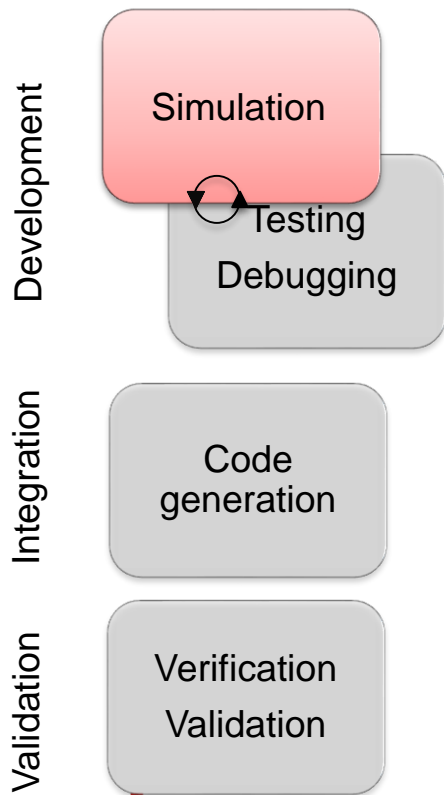 Development
Simulation
Testing
Debugging
Integration
Code
generation
Validation
Verification
Validation